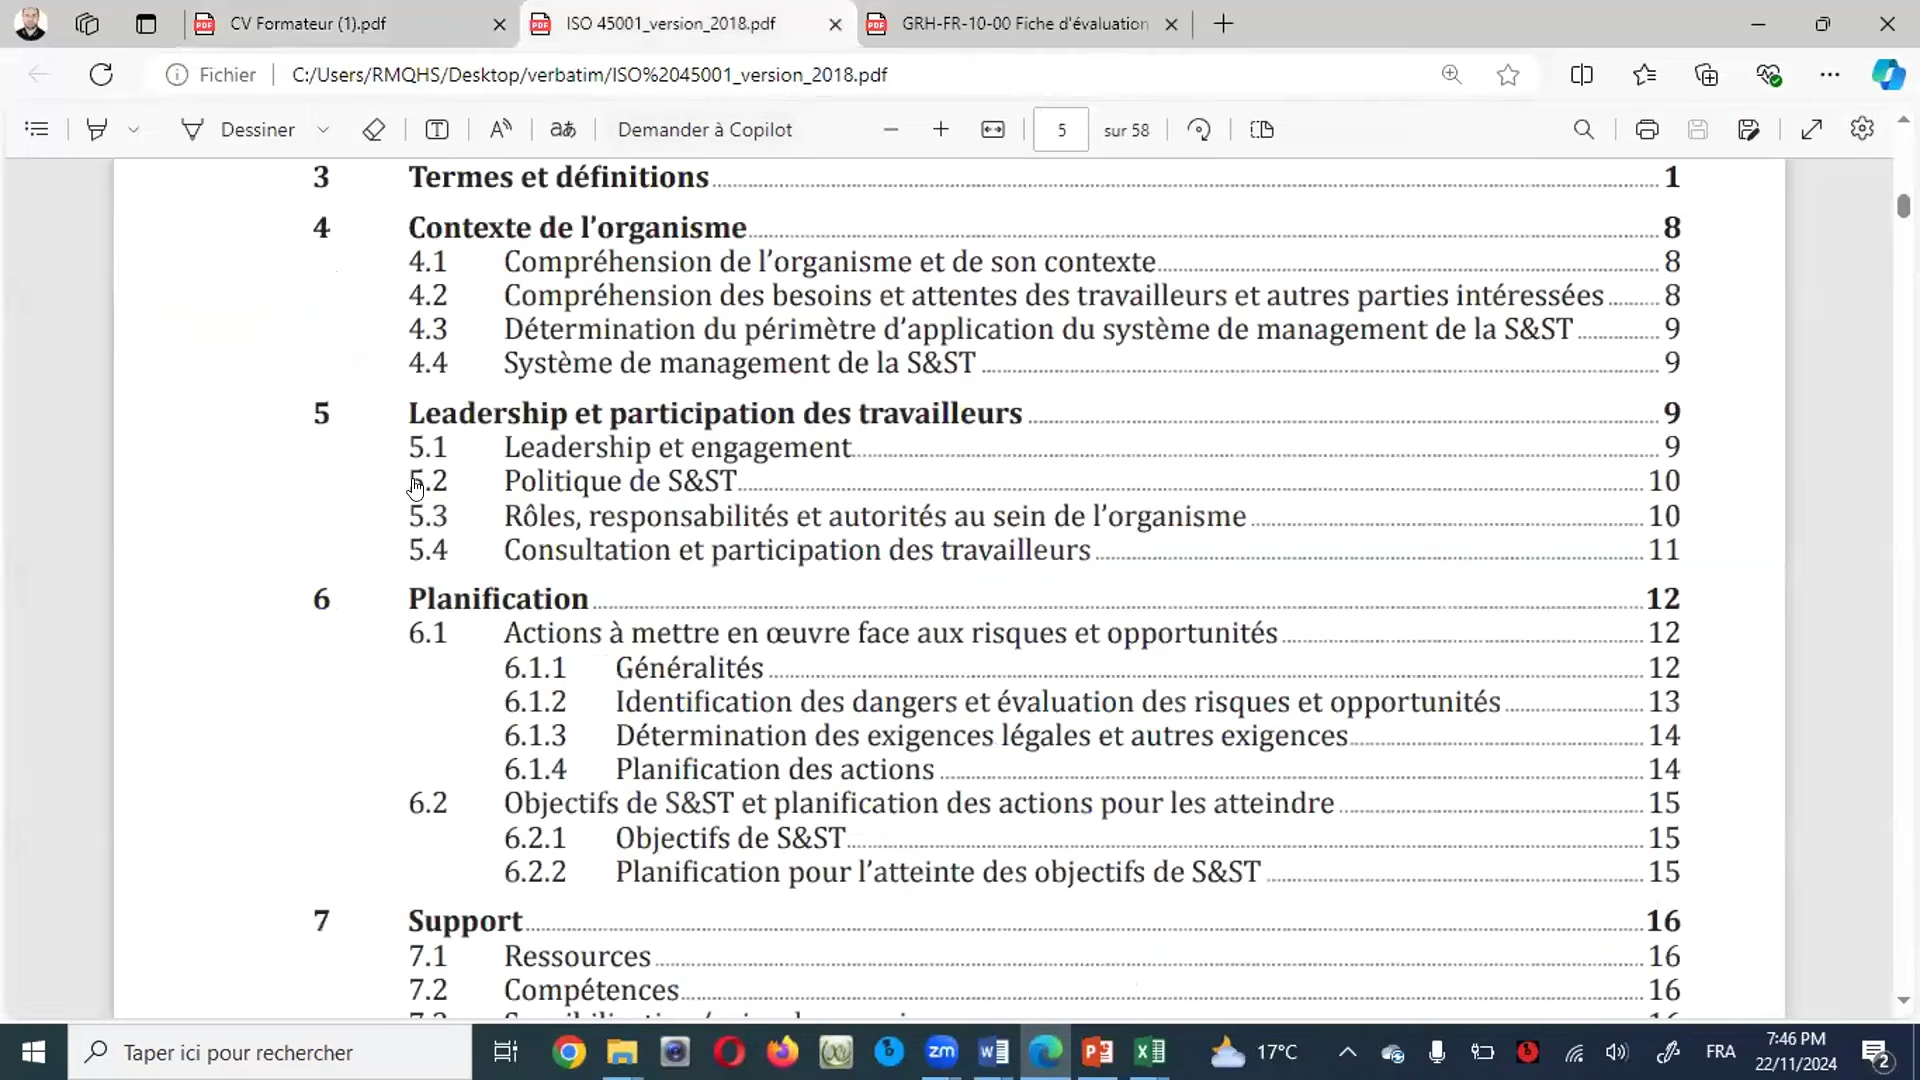 CV Formateur (1).pdf
ISO 45001_version_2018.pdf
GRH-FR-10-00 Fiche d'évaluation
Fichier
C:/Users/RMQHS/Desktop/verbatim/ISO%2045001_version_2018.pdf
Dessiner
Demander à Copilot
5 sur 58
3 Termes et définitions 1
4 Contexte de l’organisme 8
4.1 Compréhension de l’organisme et de son contexte 8
4.2 Compréhension des besoins et attentes des travailleurs et autres parties intéressées 8
4.3 Détermination du périmètre d’application du système de management de la S&ST 9
4.4 Système de management de la S&ST 9
5 Leadership et participation des travailleurs 9
5.1 Leadership et engagement 9
5.2 Politique de S&ST 10
5.3 Rôles, responsabilités et autorités au sein de l’organisme 10
5.4 Consultation et participation des travailleurs 11
6 Planification 12
6.1 Actions à mettre en œuvre face aux risques et opportunités 12
6.1.1 Généralités 12
6.1.2 Identification des dangers et évaluation des risques et opportunités 13
6.1.3 Détermination des exigences légales et autres exigences 14
6.1.4 Planification des actions 14
6.2 Objectifs de S&ST et planification des actions pour les atteindre 15
6.2.1 Objectifs de S&ST 15
6.2.2 Planification pour l’atteinte des objectifs de S&ST 15
7 Support 16
7.1 Ressources 16
7.2 Compétences 16
Taper ici pour rechercher
17°C
FRA
7:46 PM
22/11/2024
2